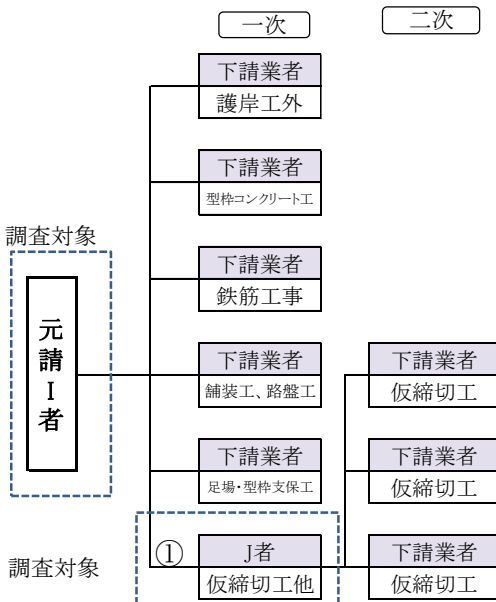 一次
二次
下請業者
護岸工外
下請業者
型枠コンクリート工
調査対象
下請業者
鉄筋工事
元請I者
下請業者
舗装工、路盤工
下請業者
仮締切工
下請業者
足場・型枠支保工
下請業者
仮締切工
調査対象
①
J者
仮締切工他
下請業者
仮締切工